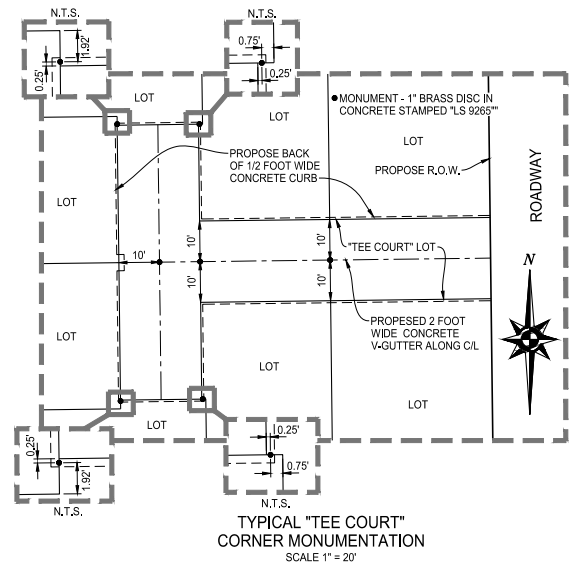 N.T.S.
N.T.S.
1.92'
0.25'
0.75'
0.25'
LOT
LOT
MONUMENT - 1" BRASS DISC IN
CONCRETE STAMPED "LS 9265""
LOT
PROPOSE BACK
OF 1/2 FOOT WIDE
CONCRETE CURB
PROPOSE R.O.W.
ROADWAY
LOT
10'
10'
10'
"TEE COURT" LOT
N
10'
10'
PROPESED 2 FOOT
WIDE CONCRETE
V-GUTTER ALONG C/L
LOT
LOT
LOT
LOT
0.25'
1.92'
0.25'
0.75'
N.T.S.
N.T.S.
TYPICAL "TEE COURT"
CORNER MONUMENTATION
SCALE 1" = 20'